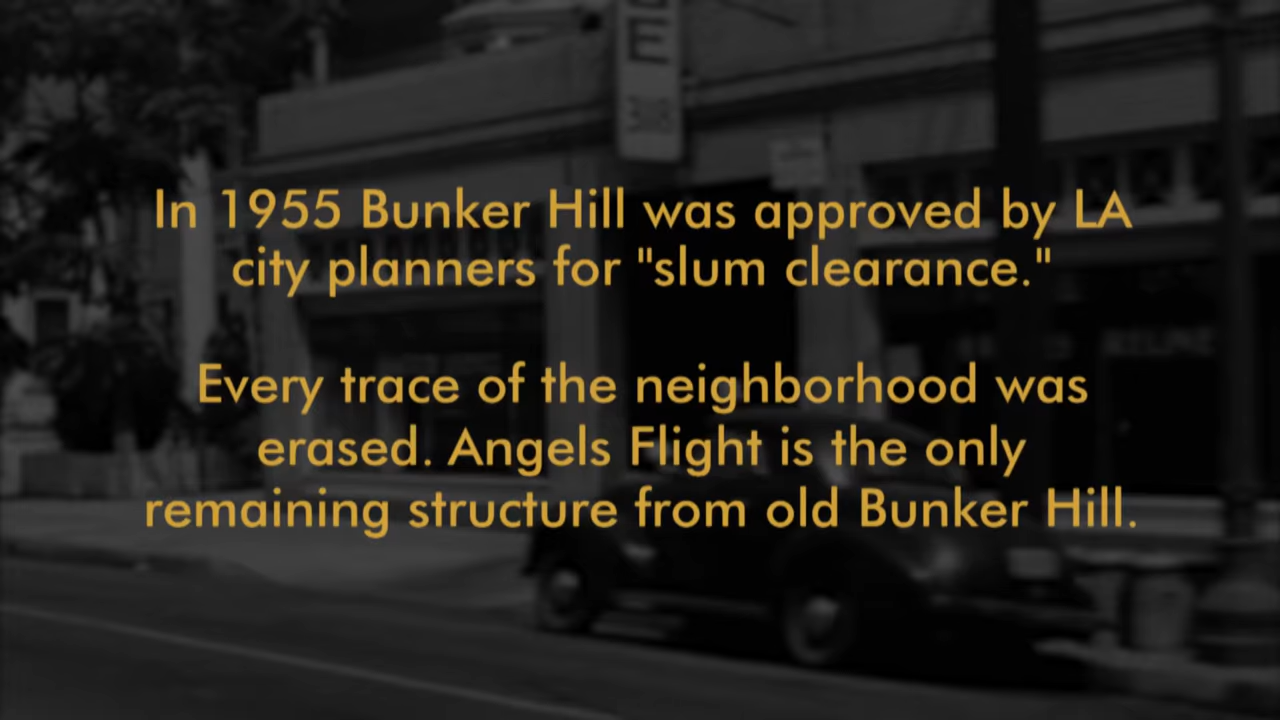 E
318
In 1955 Bunker Hill was approved by LA
city planners for "slum clearance."
Every trace of the neighborhood was
erased. Angels Flight is the only
remaining structure from old Bunker Hill.